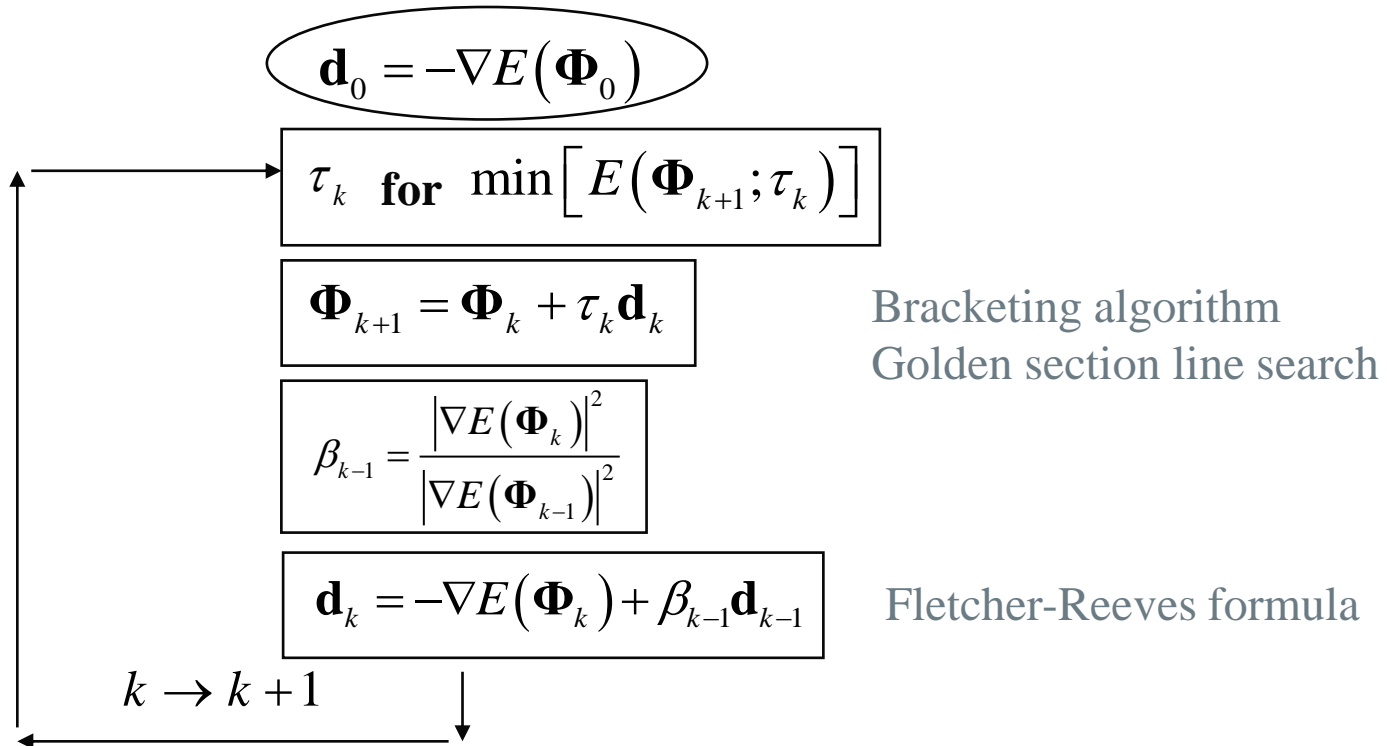 𝐝₀ = −∇E(𝚽₀)
τₖ for min[E(𝚽ₖ₊₁; τₖ)]
𝚽ₖ₊₁ = 𝚽ₖ + τₖ𝐝ₖ
Bracketing algorithm
Golden section line search
βₖ₋₁ = |∇E(𝚽ₖ)|² / |∇E(𝚽ₖ₋₁)|²
𝐝ₖ = −∇E(𝚽ₖ) + βₖ₋₁𝐝ₖ₋₁
Fletcher-Reeves formula
k → k + 1